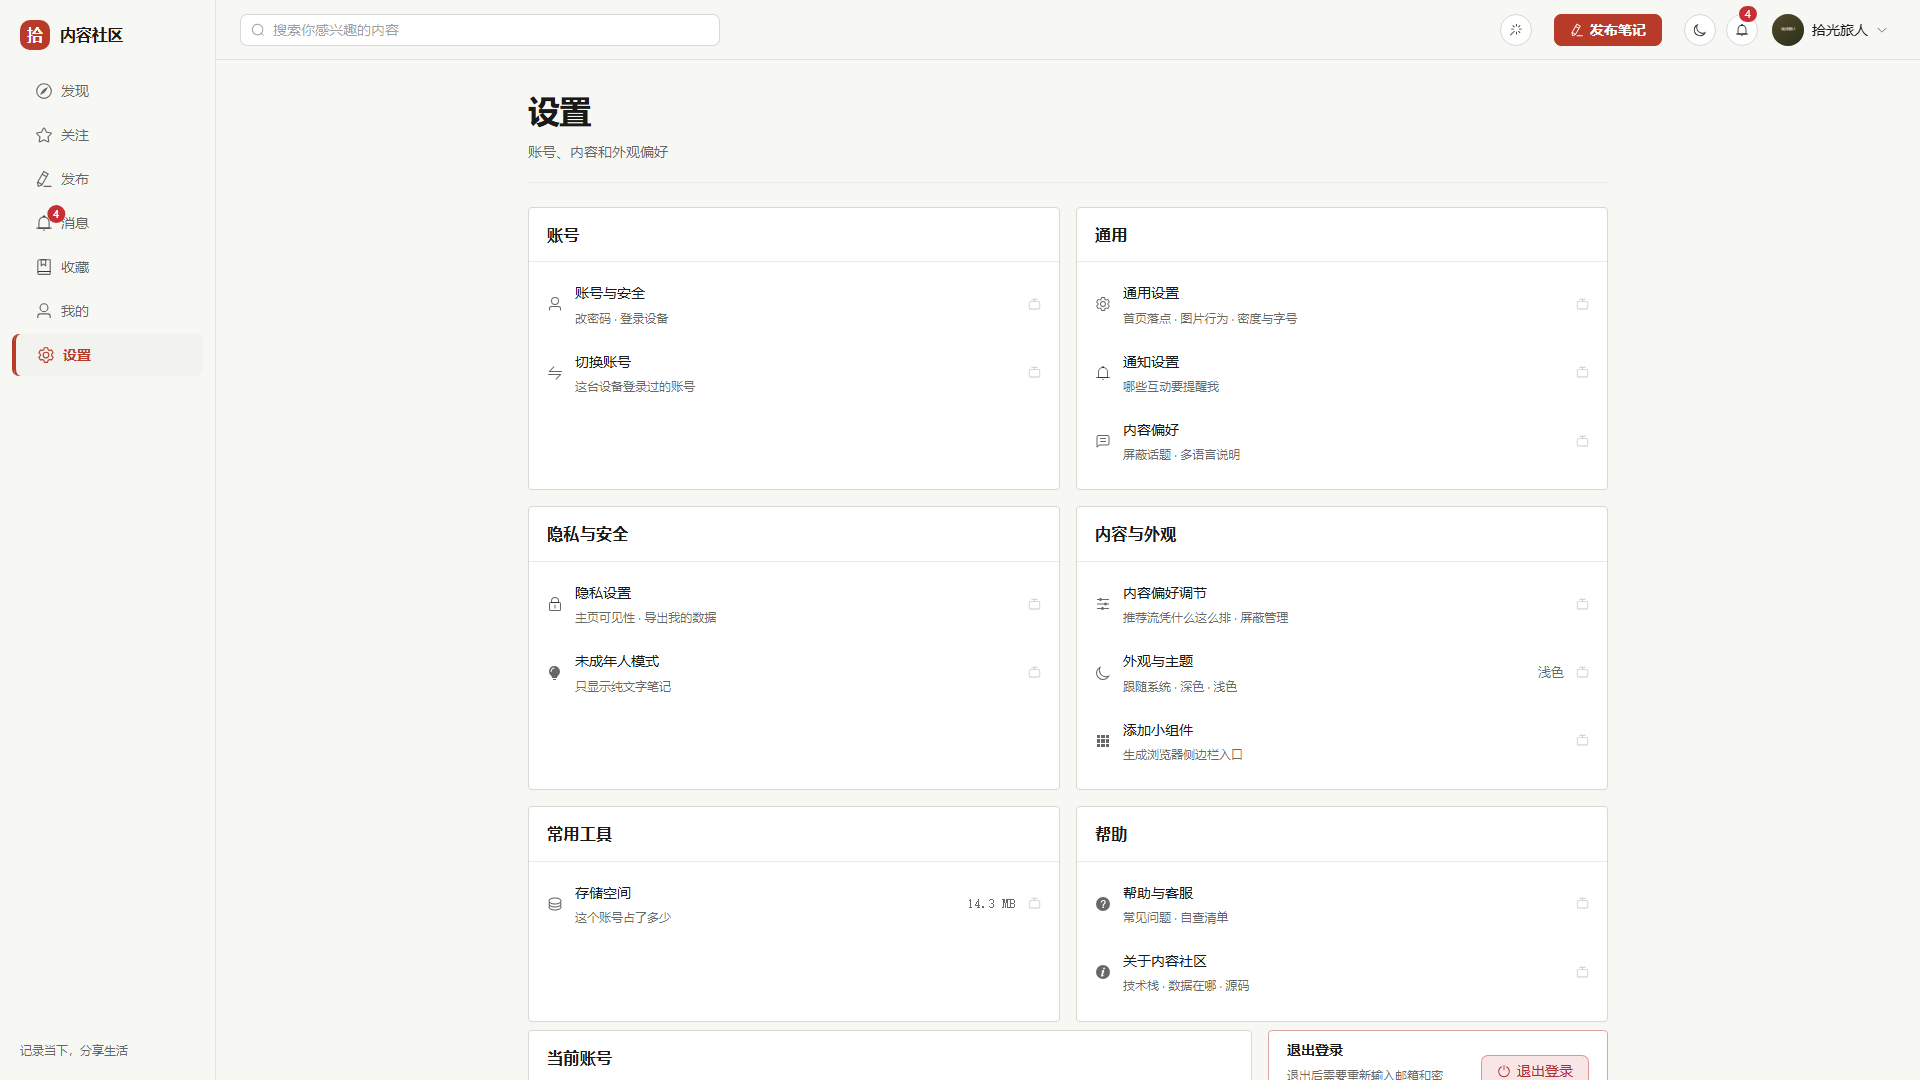 拾 内容社区
搜索你感兴趣的内容
发布笔记
4
拾光旅人
发现
关注
发布
4
消息
收藏
我的
设置
记录当下，分享生活
设置
账号、内容和外观偏好
账号
账号与安全
改密码 · 登录设备
切换账号
这台设备登录过的账号
通用
通用设置
首页落点 · 图片行为 · 密度与字号
通知设置
哪些互动要提醒我
内容偏好
屏蔽话题 · 多语言说明
隐私与安全
隐私设置
主页可见性 · 导出我的数据
未成年人模式
只显示纯文字笔记
内容与外观
内容偏好调节
推荐流凭什么这么排 · 屏蔽管理
外观与主题
跟随系统 · 深色 · 浅色
浅色
添加小组件
生成浏览器侧边栏入口
常用工具
存储空间
这个账号占了多少
14.3 MB
帮助
帮助与客服
常见问题 · 自查清单
关于内容社区
技术栈 · 数据在哪 · 源码
当前账号
退出登录
退出后需要重新输入邮箱和密
退出登录